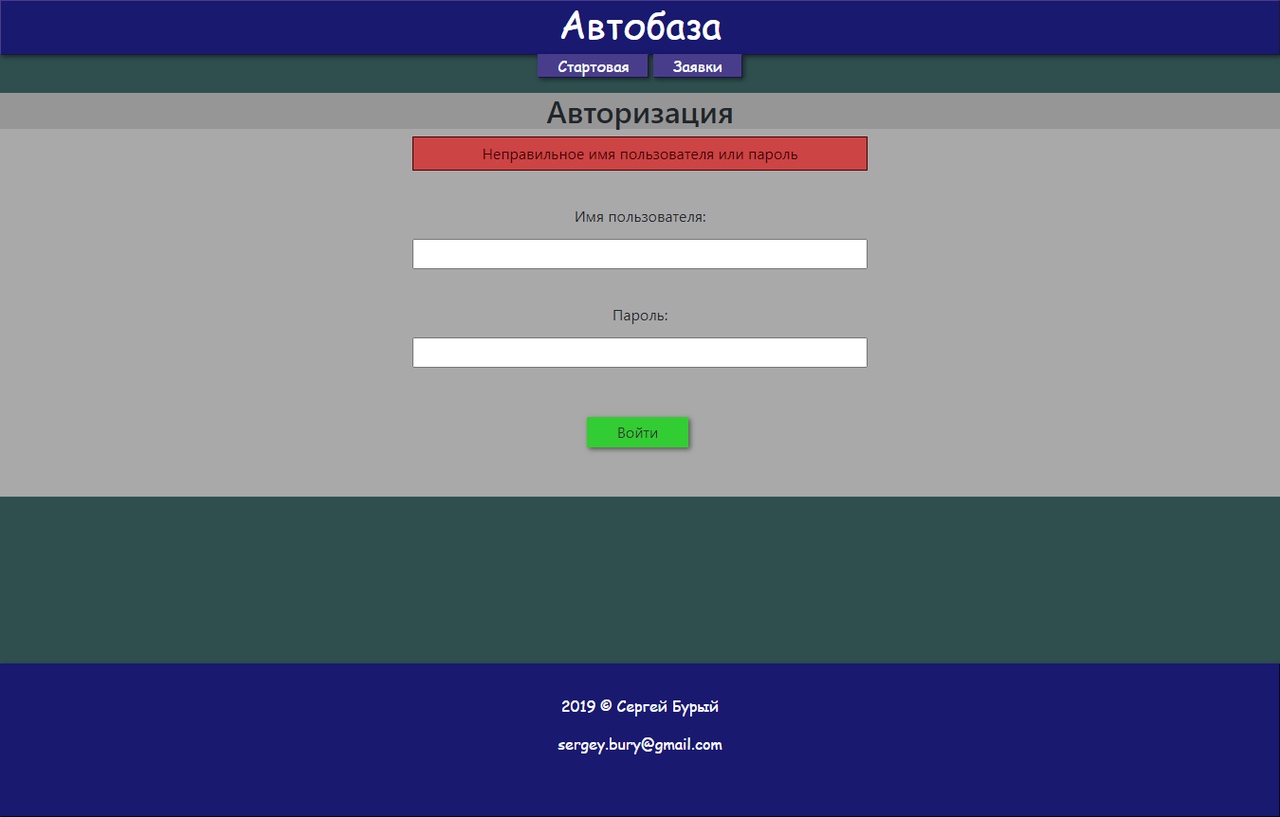 Автобаза
Стартовая Заявки
Авторизация
Неправильное имя пользователя или пароль
Имя пользователя:
Пароль:
Войти
2019 © Сергей Бурый
sergey.bury@gmail.com